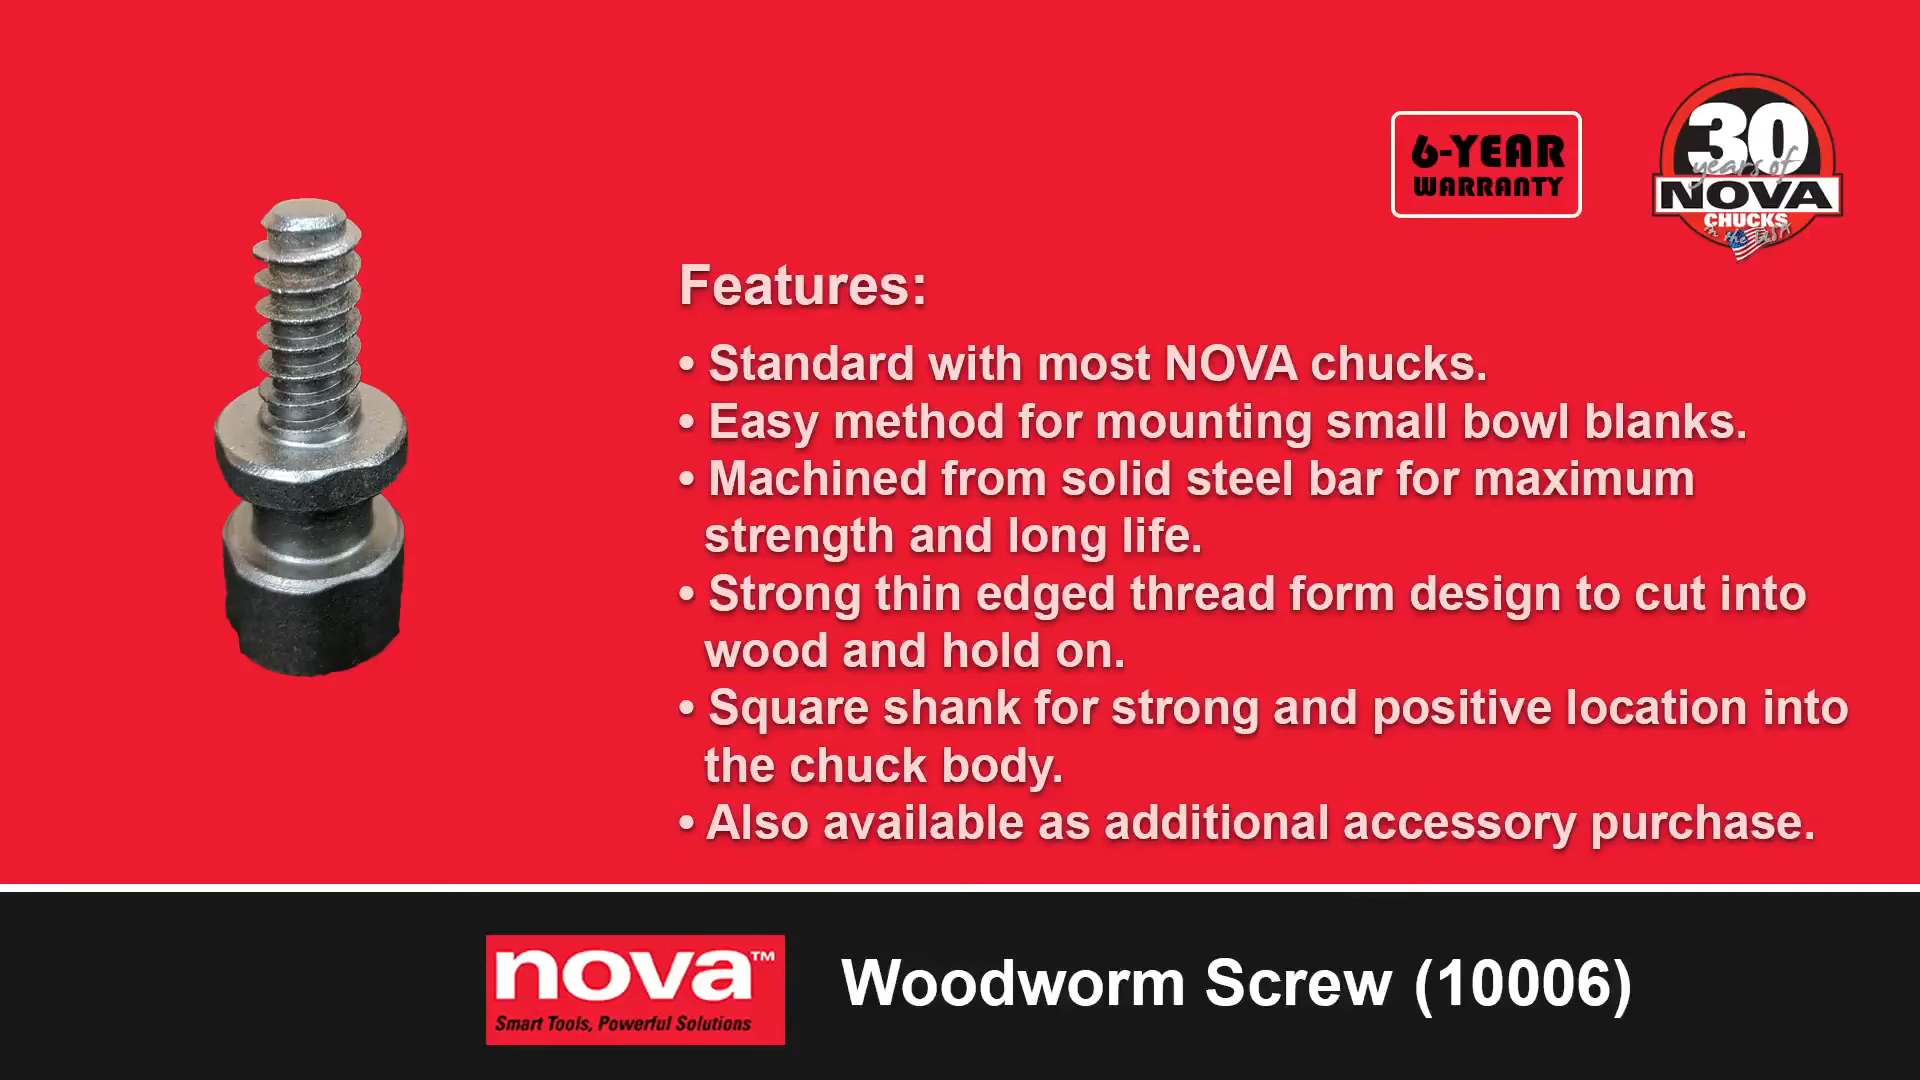 6-YEAR
WARRANTY
30
years of
NOVA
CHUCKS
in the USA
Features:
• Standard with most NOVA chucks.
• Easy method for mounting small bowl blanks.
• Machined from solid steel bar for maximum
strength and long life.
• Strong thin edged thread form design to cut into
wood and hold on.
• Square shank for strong and positive location into
the chuck body.
• Also available as additional accessory purchase.
nova™
Smart Tools, Powerful Solutions
Woodworm Screw (10006)